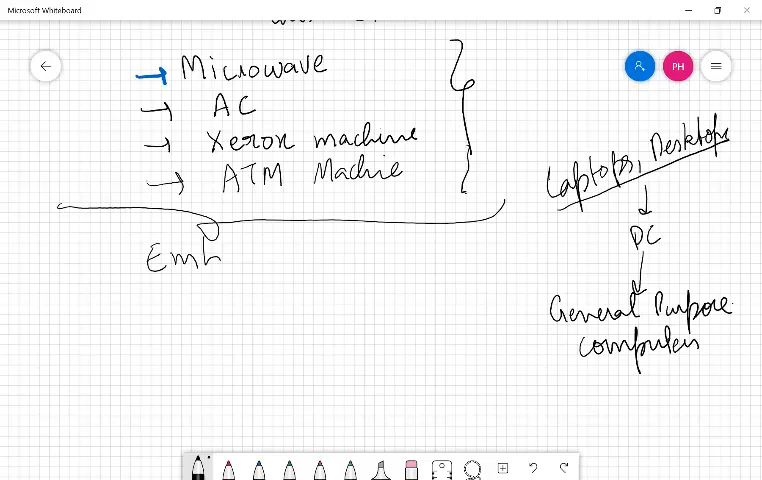 Microsoft Whiteboard
→ Microwave
→ AC
→ Xerox machine
→ ATM Machie
Emb
PH
Laptops, Desktops
PC
General Purpose
computers